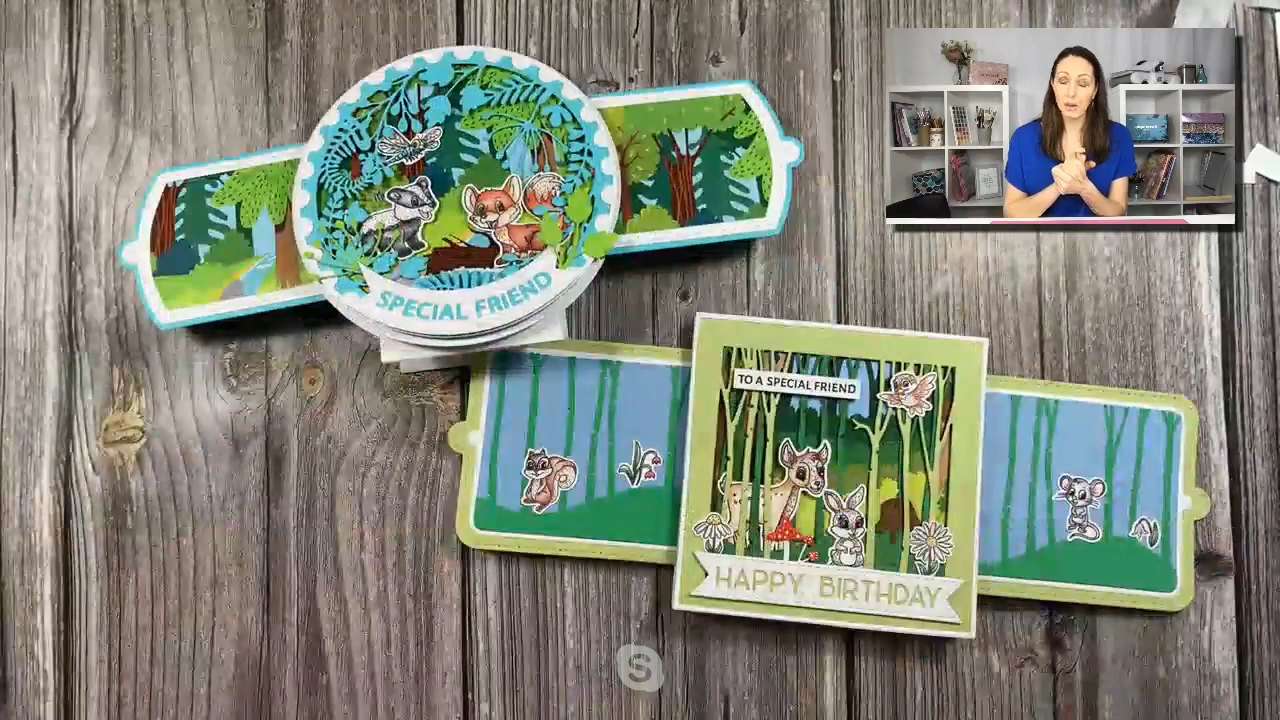 SPECIAL FRIEND
TO A SPECIAL FRIEND
HAPPY BIRTHDAY
S